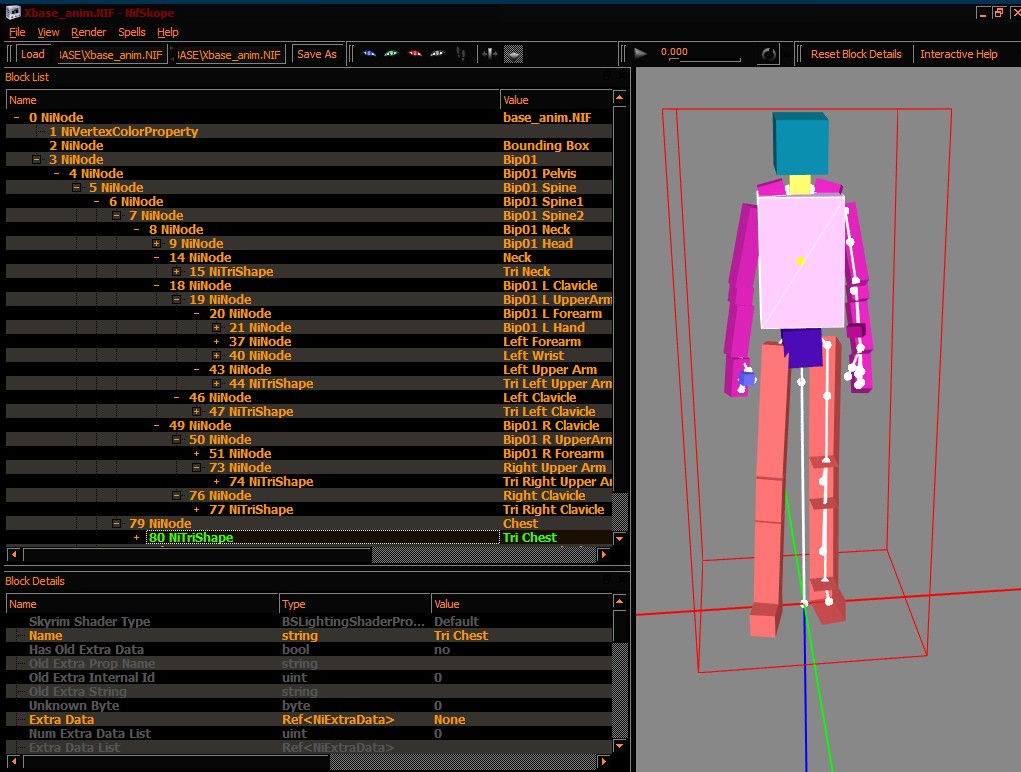 Xbase_anim.NIF - NifSkope
File View Render Spells Help
Load \BASE\Xbase_anim.NIF \BASE\Xbase_anim.NIF Save As 0.000 Reset Block Details Interactive Help
Block List
Name Value
0 NiNode base_anim.NIF
1 NiVertexColorProperty
2 NiNode Bounding Box
3 NiNode Bip01
4 NiNode Bip01 Pelvis
5 NiNode Bip01 Spine
6 NiNode Bip01 Spine1
7 NiNode Bip01 Spine2
8 NiNode Bip01 Neck
9 NiNode Bip01 Head
14 NiNode Neck
15 NiTriShape Tri Neck
18 NiNode Bip01 L Clavicle
19 NiNode Bip01 L UpperArm
20 NiNode Bip01 L Forearm
21 NiNode Bip01 L Hand
37 NiNode Left Forearm
40 NiNode Left Wrist
43 NiNode Left Upper Arm
44 NiTriShape Tri Left Upper Arm
46 NiNode Left Clavicle
47 NiTriShape Tri Left Clavicle
49 NiNode Bip01 R Clavicle
50 NiNode Bip01 R UpperArm
51 NiNode Bip01 R Forearm
73 NiNode Right Upper Arm
74 NiTriShape Tri Right Upper Ar
76 NiNode Right Clavicle
77 NiTriShape Tri Right Clavicle
79 NiNode Chest
80 NiTriShape Tri Chest
Block Details
Name Type Value
Skyrim Shader Type BSLightingShaderPro... Default
Name string Tri Chest
Has Old Extra Data bool no
Old Extra Prop Name string
Old Extra Internal Id uint 0
Old Extra String string
Unknown Byte byte 0
Extra Data Ref<NiExtraData> None
Num Extra Data List uint 0
Extra Data List Ref<NiExtraData>